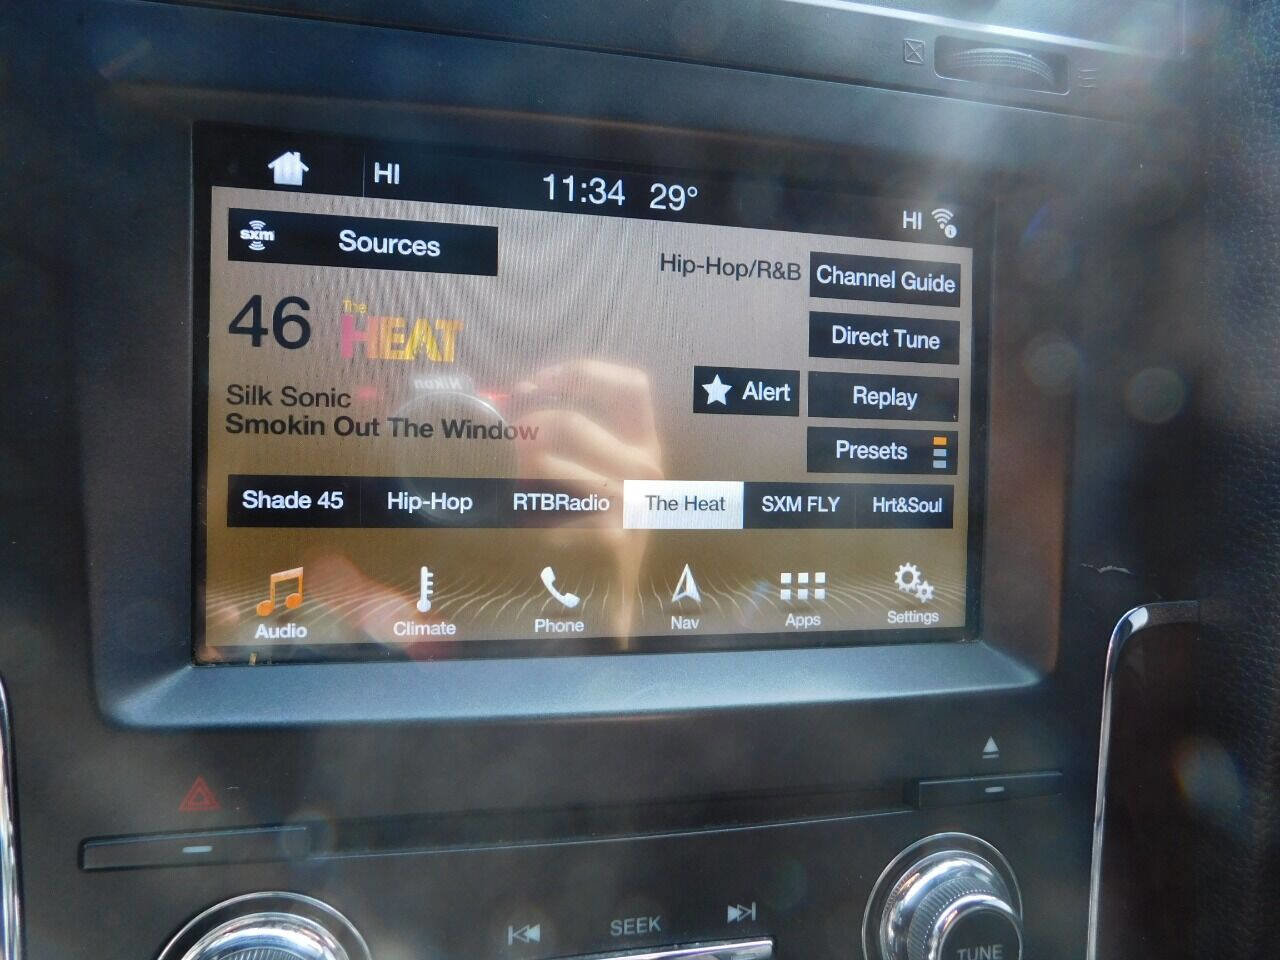 HI
11:34 29°
HI
sxm Sources
Hip-Hop/R&B
Channel Guide
46 The HEAT
Direct Tune
Silk Sonic
Alert
Replay
Smokin Out The Window
Presets
Nikon
Shade 45 Hip-Hop RTBRadio The Heat SXM FLY Hrt&Soul
Audio Climate Phone Nav Apps Settings
SEEK
TUNE